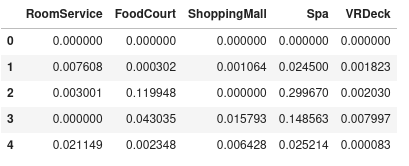 RoomService FoodCourt ShoppingMall Spa VRDeck
0 0.000000 0.000000 0.000000 0.000000 0.000000
1 0.007608 0.000302 0.001064 0.024500 0.001823
2 0.003001 0.119948 0.000000 0.299670 0.002030
3 0.000000 0.043035 0.015793 0.148563 0.007997
4 0.021149 0.002348 0.006428 0.025214 0.000083